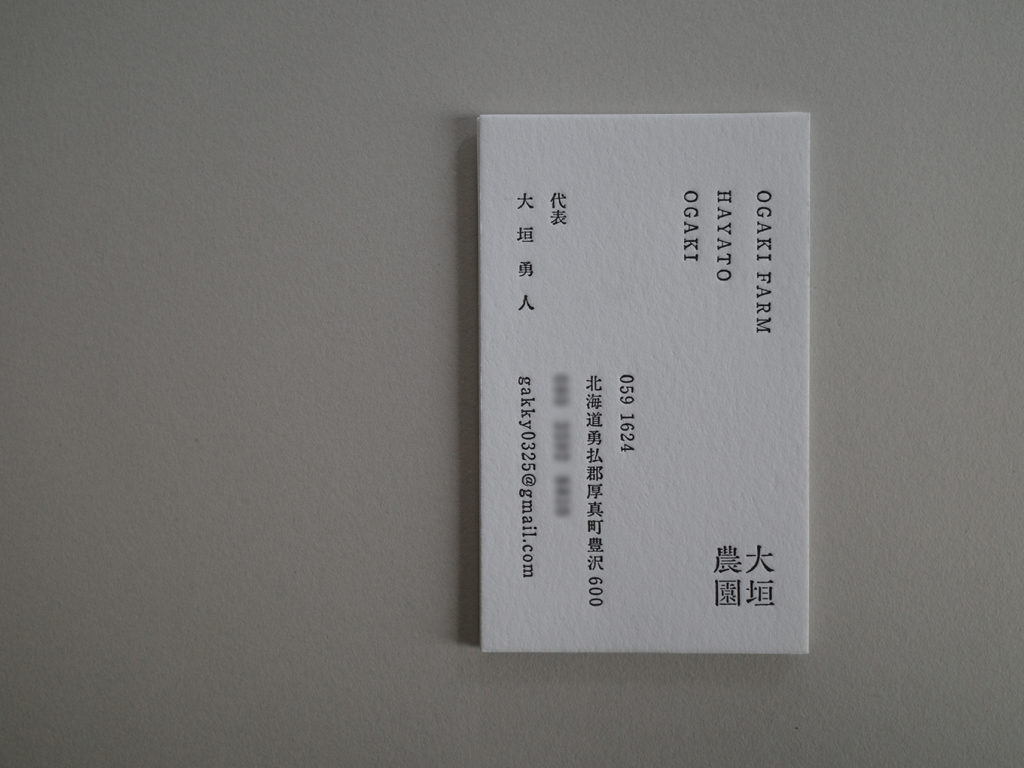 OGAKI FARM
HAYATO
OGAKI
大垣
農園
059 1624
北海道勇払郡厚真町豊沢 600
gakky0325@gmail.com
代表
大垣勇人